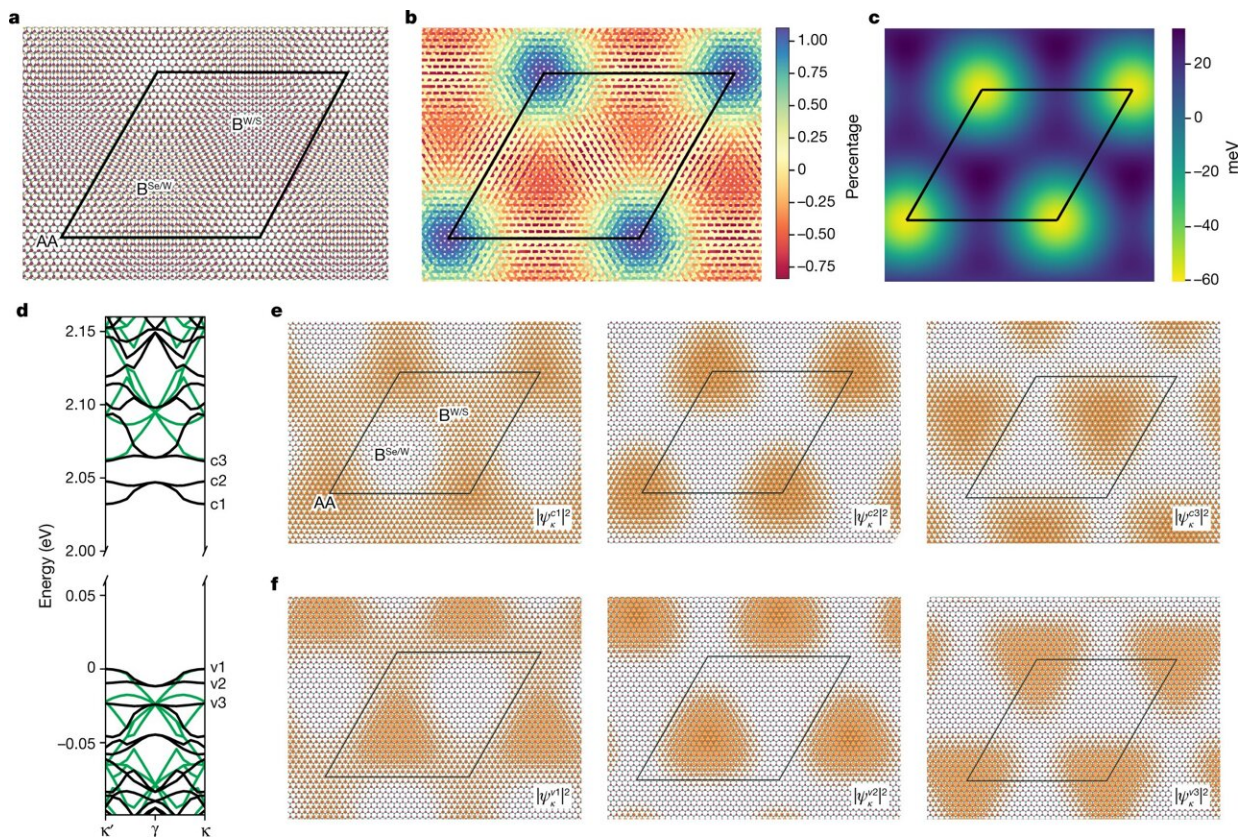 a
B^{W/S}
B^{Se/W}
AA
b
1.00
0.75
0.50
0.25
0
−0.25
−0.50
−0.75
Percentage
c
20
0
−20
−40
−60
meV
d
2.15
2.10
2.05
2.00
0.05
0
−0.05
Energy (eV)
c3
c2
c1
v1
v2
v3
κ′ γ κ
e
B^{W/S}
B^{Se/W}
AA
|ψ_κ^{c1}|²
|ψ_κ^{c2}|²
|ψ_κ^{c3}|²
f
|ψ_κ^{v1}|²
|ψ_κ^{v2}|²
|ψ_κ^{v3}|²